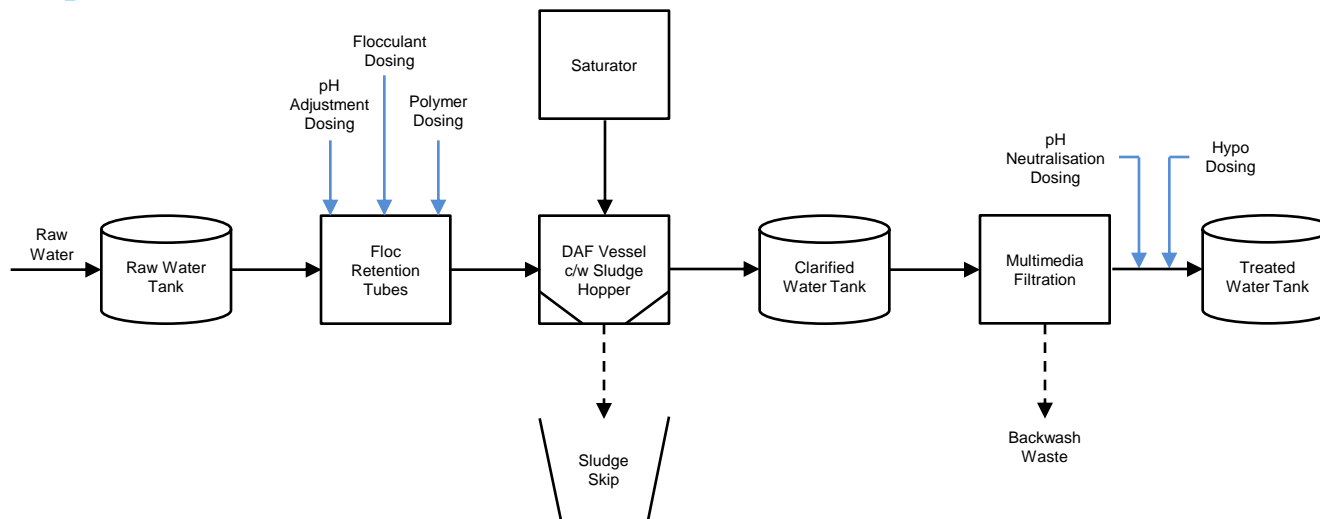 Flocculant
Dosing
pH
Adjustment
Dosing
Polymer
Dosing
Saturator
pH
Neutralisation
Dosing
Hypo
Dosing
Raw
Water
Raw Water
Tank
Floc
Retention
Tubes
DAF Vessel
c/w Sludge
Hopper
Clarified
Water Tank
Multimedia
Filtration
Treated
Water Tank
Sludge
Skip
Backwash
Waste